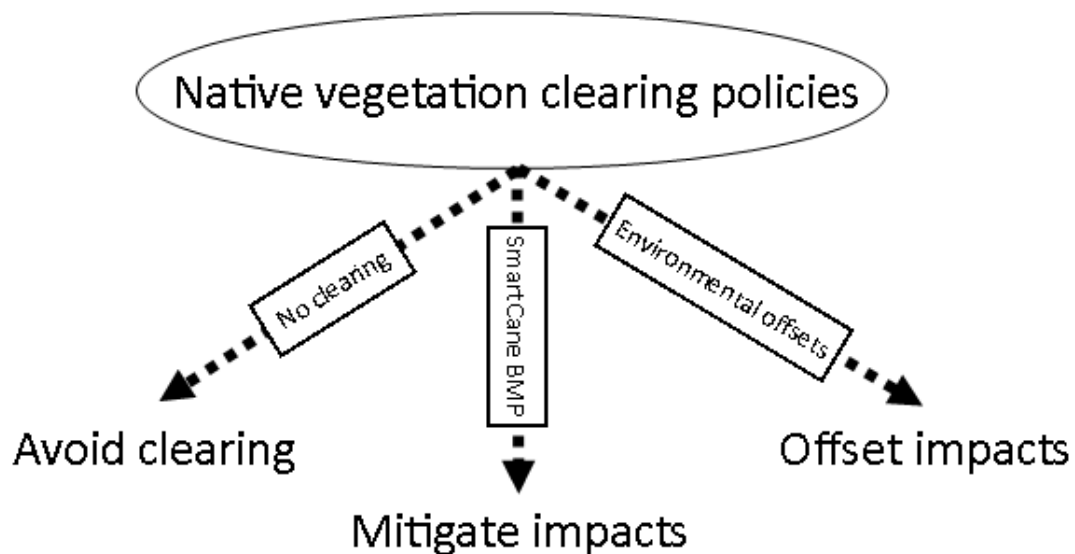 Native vegetation clearing policies
No clearing
SmartCane BMP
Environmental offsets
Avoid clearing
Mitigate impacts
Offset impacts